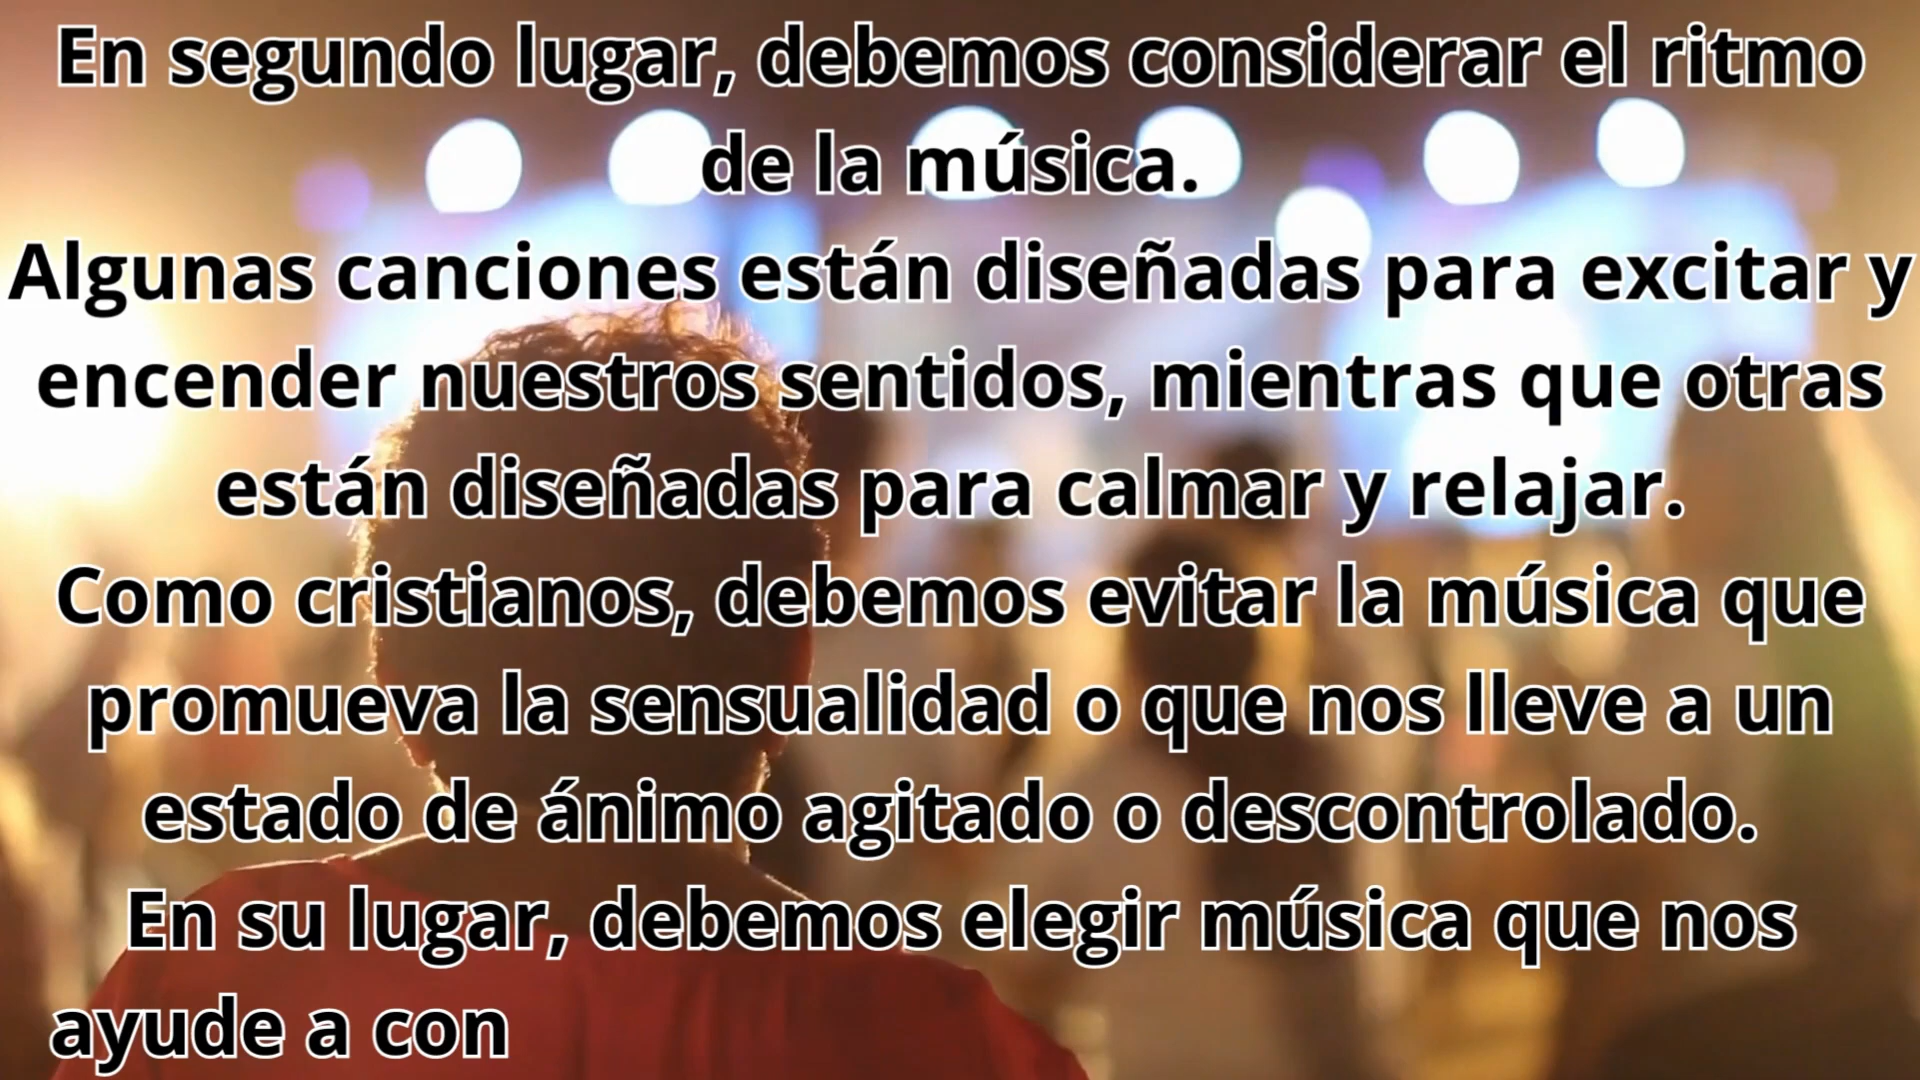 En segundo lugar, debemos considerar el ritmo
de la música.
Algunas canciones están diseñadas para excitar y
encender nuestros sentidos, mientras que otras
están diseñadas para calmar y relajar.
Como cristianos, debemos evitar la música que
promueva la sensualidad o que nos lleve a un
estado de ánimo agitado o descontrolado.
En su lugar, debemos elegir música que nos
ayude a con